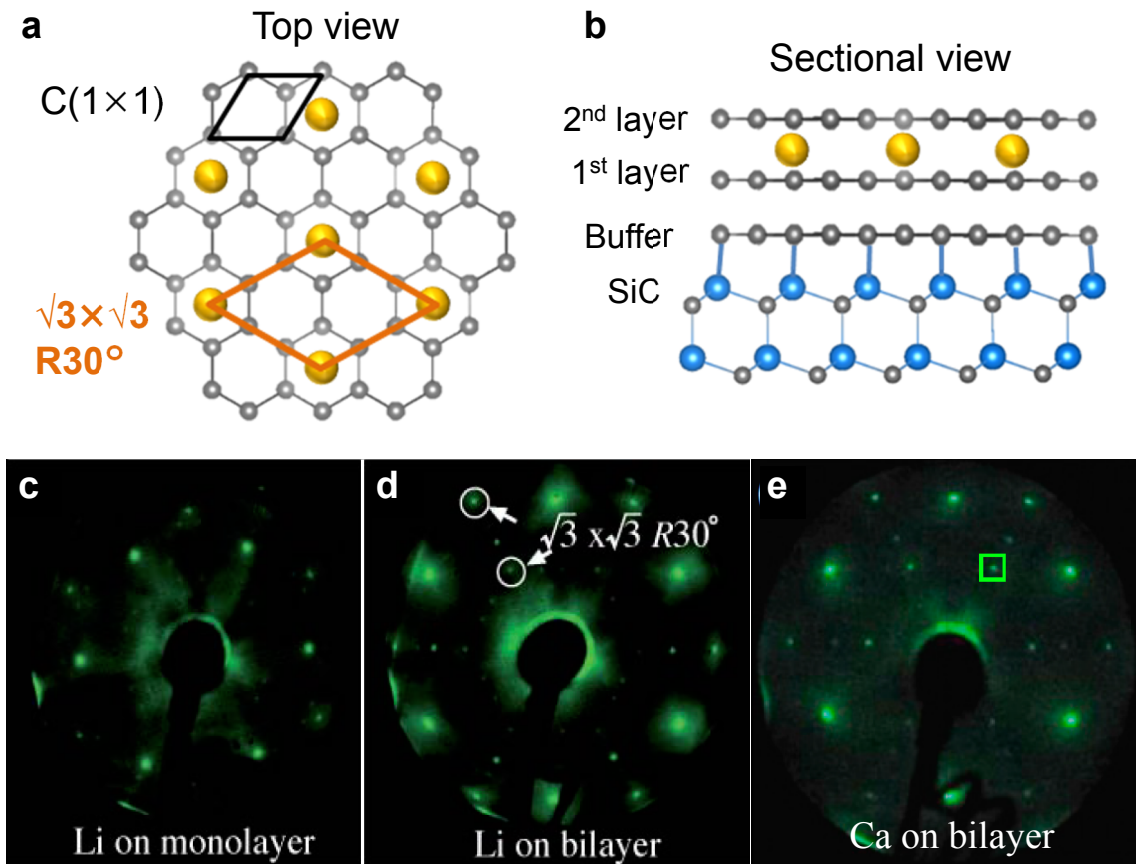 a
Top view
C(1×1)
√3×√3
R30°
b
Sectional view
2nd layer
1st layer
Buffer
SiC
c
Li on monolayer
d
√3 x√3 R30°
Li on bilayer
e
Ca on bilayer